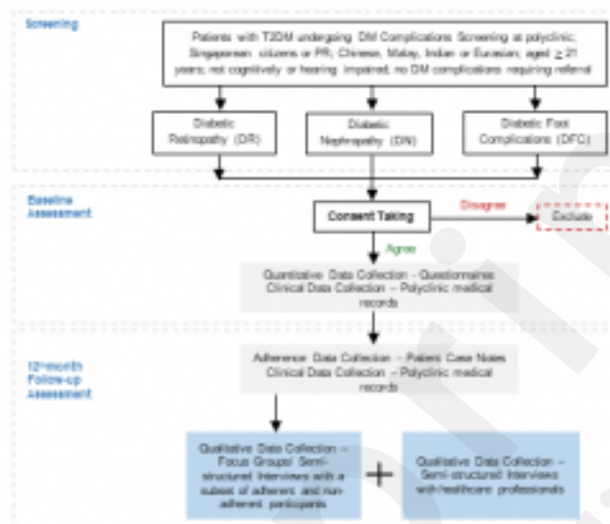 Screening
Patients with T2DM undergoing DM Complications Screening at polyclinic;
Singaporean citizens or PR; Chinese, Malay, Indian or Eurasian, aged ≥ 21
years; not cognitively or hearing impaired; no DM complications requiring referral
Diabetic
Retinopathy (DR)
Diabetic
Nephropathy (DN)
Diabetic Foot
Complications (DFC)
Baseline
Assessment
Consent Taking
Disagree
Exclude
Agree
Quantitative Data Collection - Questionnaires
Clinical Data Collection – Polyclinic medical
records
12-month
Follow-up
Assessment
Adherence Data Collection – Patient Case Notes
Clinical Data Collection – Polyclinic medical
records
Qualitative Data Collection –
Focus Groups/ Semi-
structured Interviews with a
subset of adherent and non-
adherent participants
+
Qualitative Data Collection –
Semi-structured Interviews
with healthcare professionals